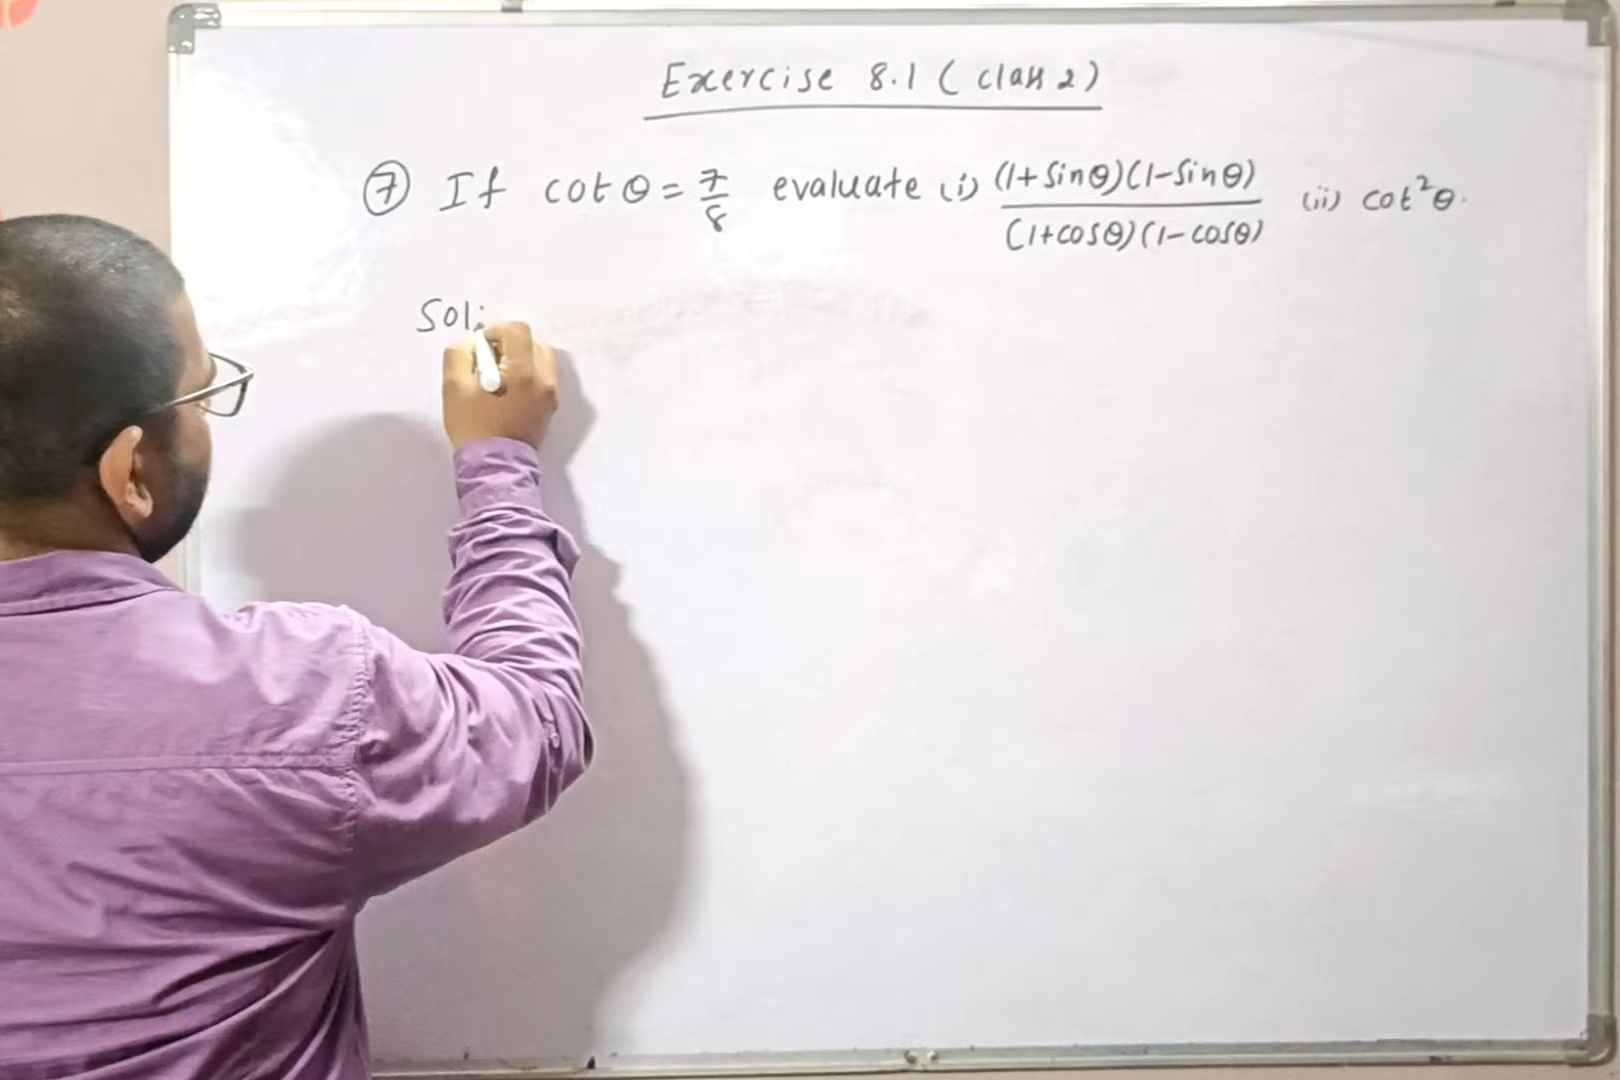 Exercise 8.1 ( class 2 )
⑦ If cot θ = 7/8 evaluate (i) (1+sinθ)(1-sinθ)/(1+cosθ)(1-cosθ) (ii) cot²θ.
Sol: